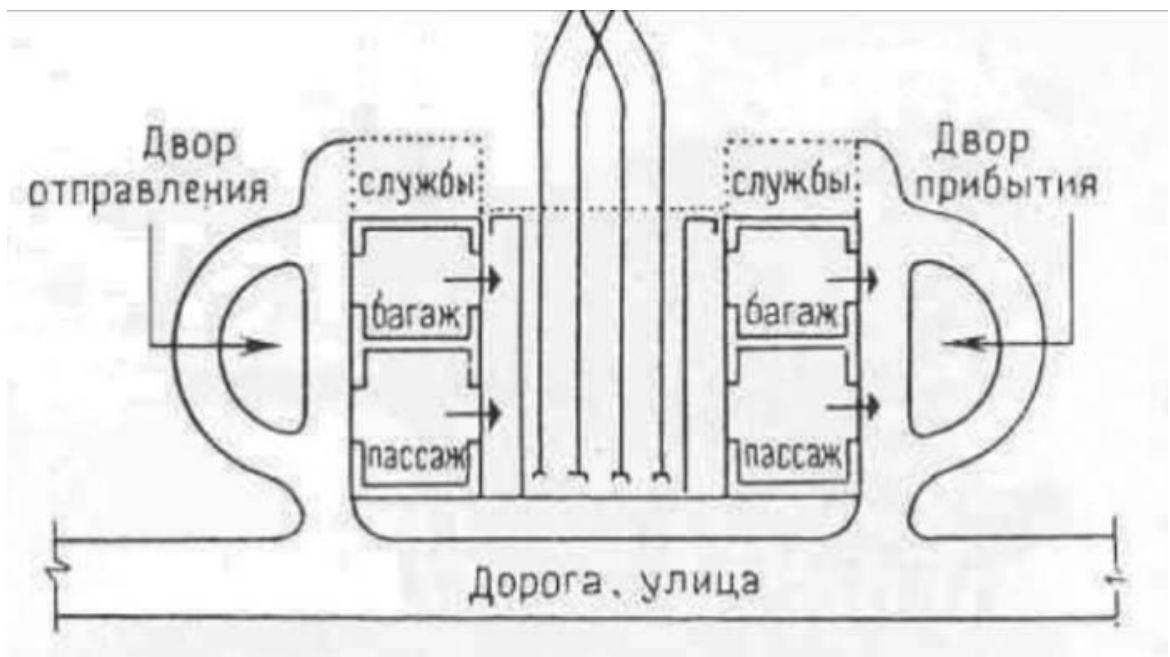 Двор
отправления
службы
службы
Двор
прибытия
багаж
багаж
пассаж
пассаж
Дорога, улица